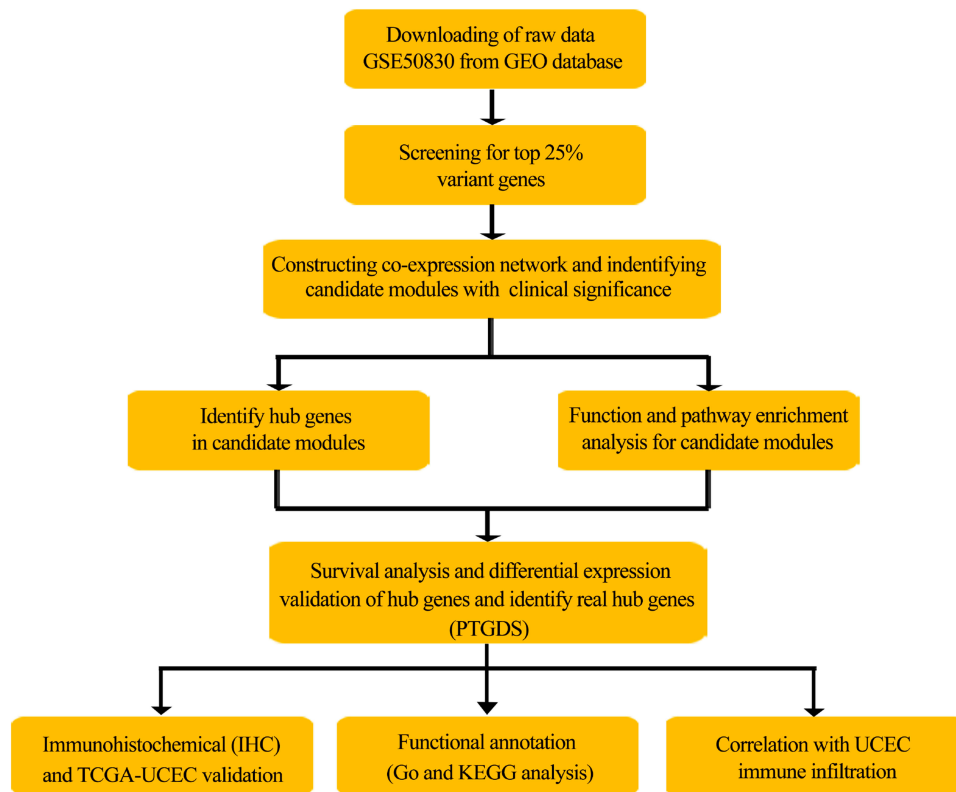 Downloading of raw data
GSE50830 from GEO database
Screening for top 25%
variant genes
Constructing co-expression network and indentifying
candidate modules with clinical significance
Identify hub genes
in candidate modules
Function and pathway enrichment
analysis for candidate modules
Survival analysis and differential expression
validation of hub genes and identify real hub genes
(PTGDS)
Immunohistochemical (IHC)
and TCGA-UCEC validation
Functional annotation
(Go and KEGG analysis)
Correlation with UCEC
immune infiltration